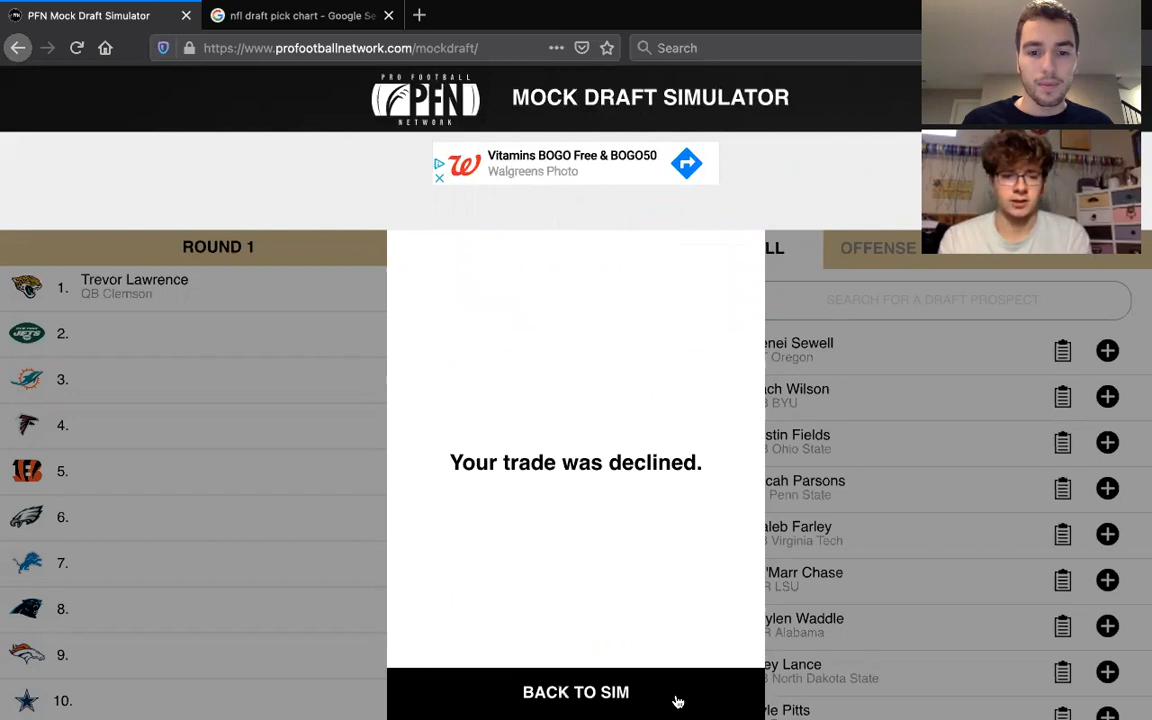 PFN Mock Draft Simulator
nfl draft pick chart - Google Se
https://www.profootballnetwork.com/mockdraft/
Search
PRO FOOTBALL
PFN
NETWORK
MOCK DRAFT SIMULATOR
Vitamins BOGO Free & BOGO50
Walgreens Photo
ROUND 1
LL
OFFENSE
1. Trevor Lawrence
QB Clemson
2.
3.
4.
5.
6.
7.
8.
9.
10.
Your trade was declined.
BACK TO SIM
SEARCH FOR A DRAFT PROSPECT
enei Sewell
T Oregon
ach Wilson
B BYU
stin Fields
B Ohio State
icah Parsons
Penn State
aleb Farley
B Virginia Tech
'Marr Chase
R LSU
ylen Waddle
R Alabama
ey Lance
B North Dakota State
yle Pitts